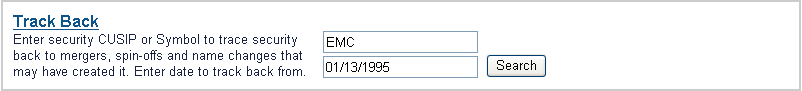 Track Back
Enter security CUSIP or Symbol to trace security
back to mergers, spin-offs and name changes that
may have created it. Enter date to track back from.
EMC
01/13/1995
Search